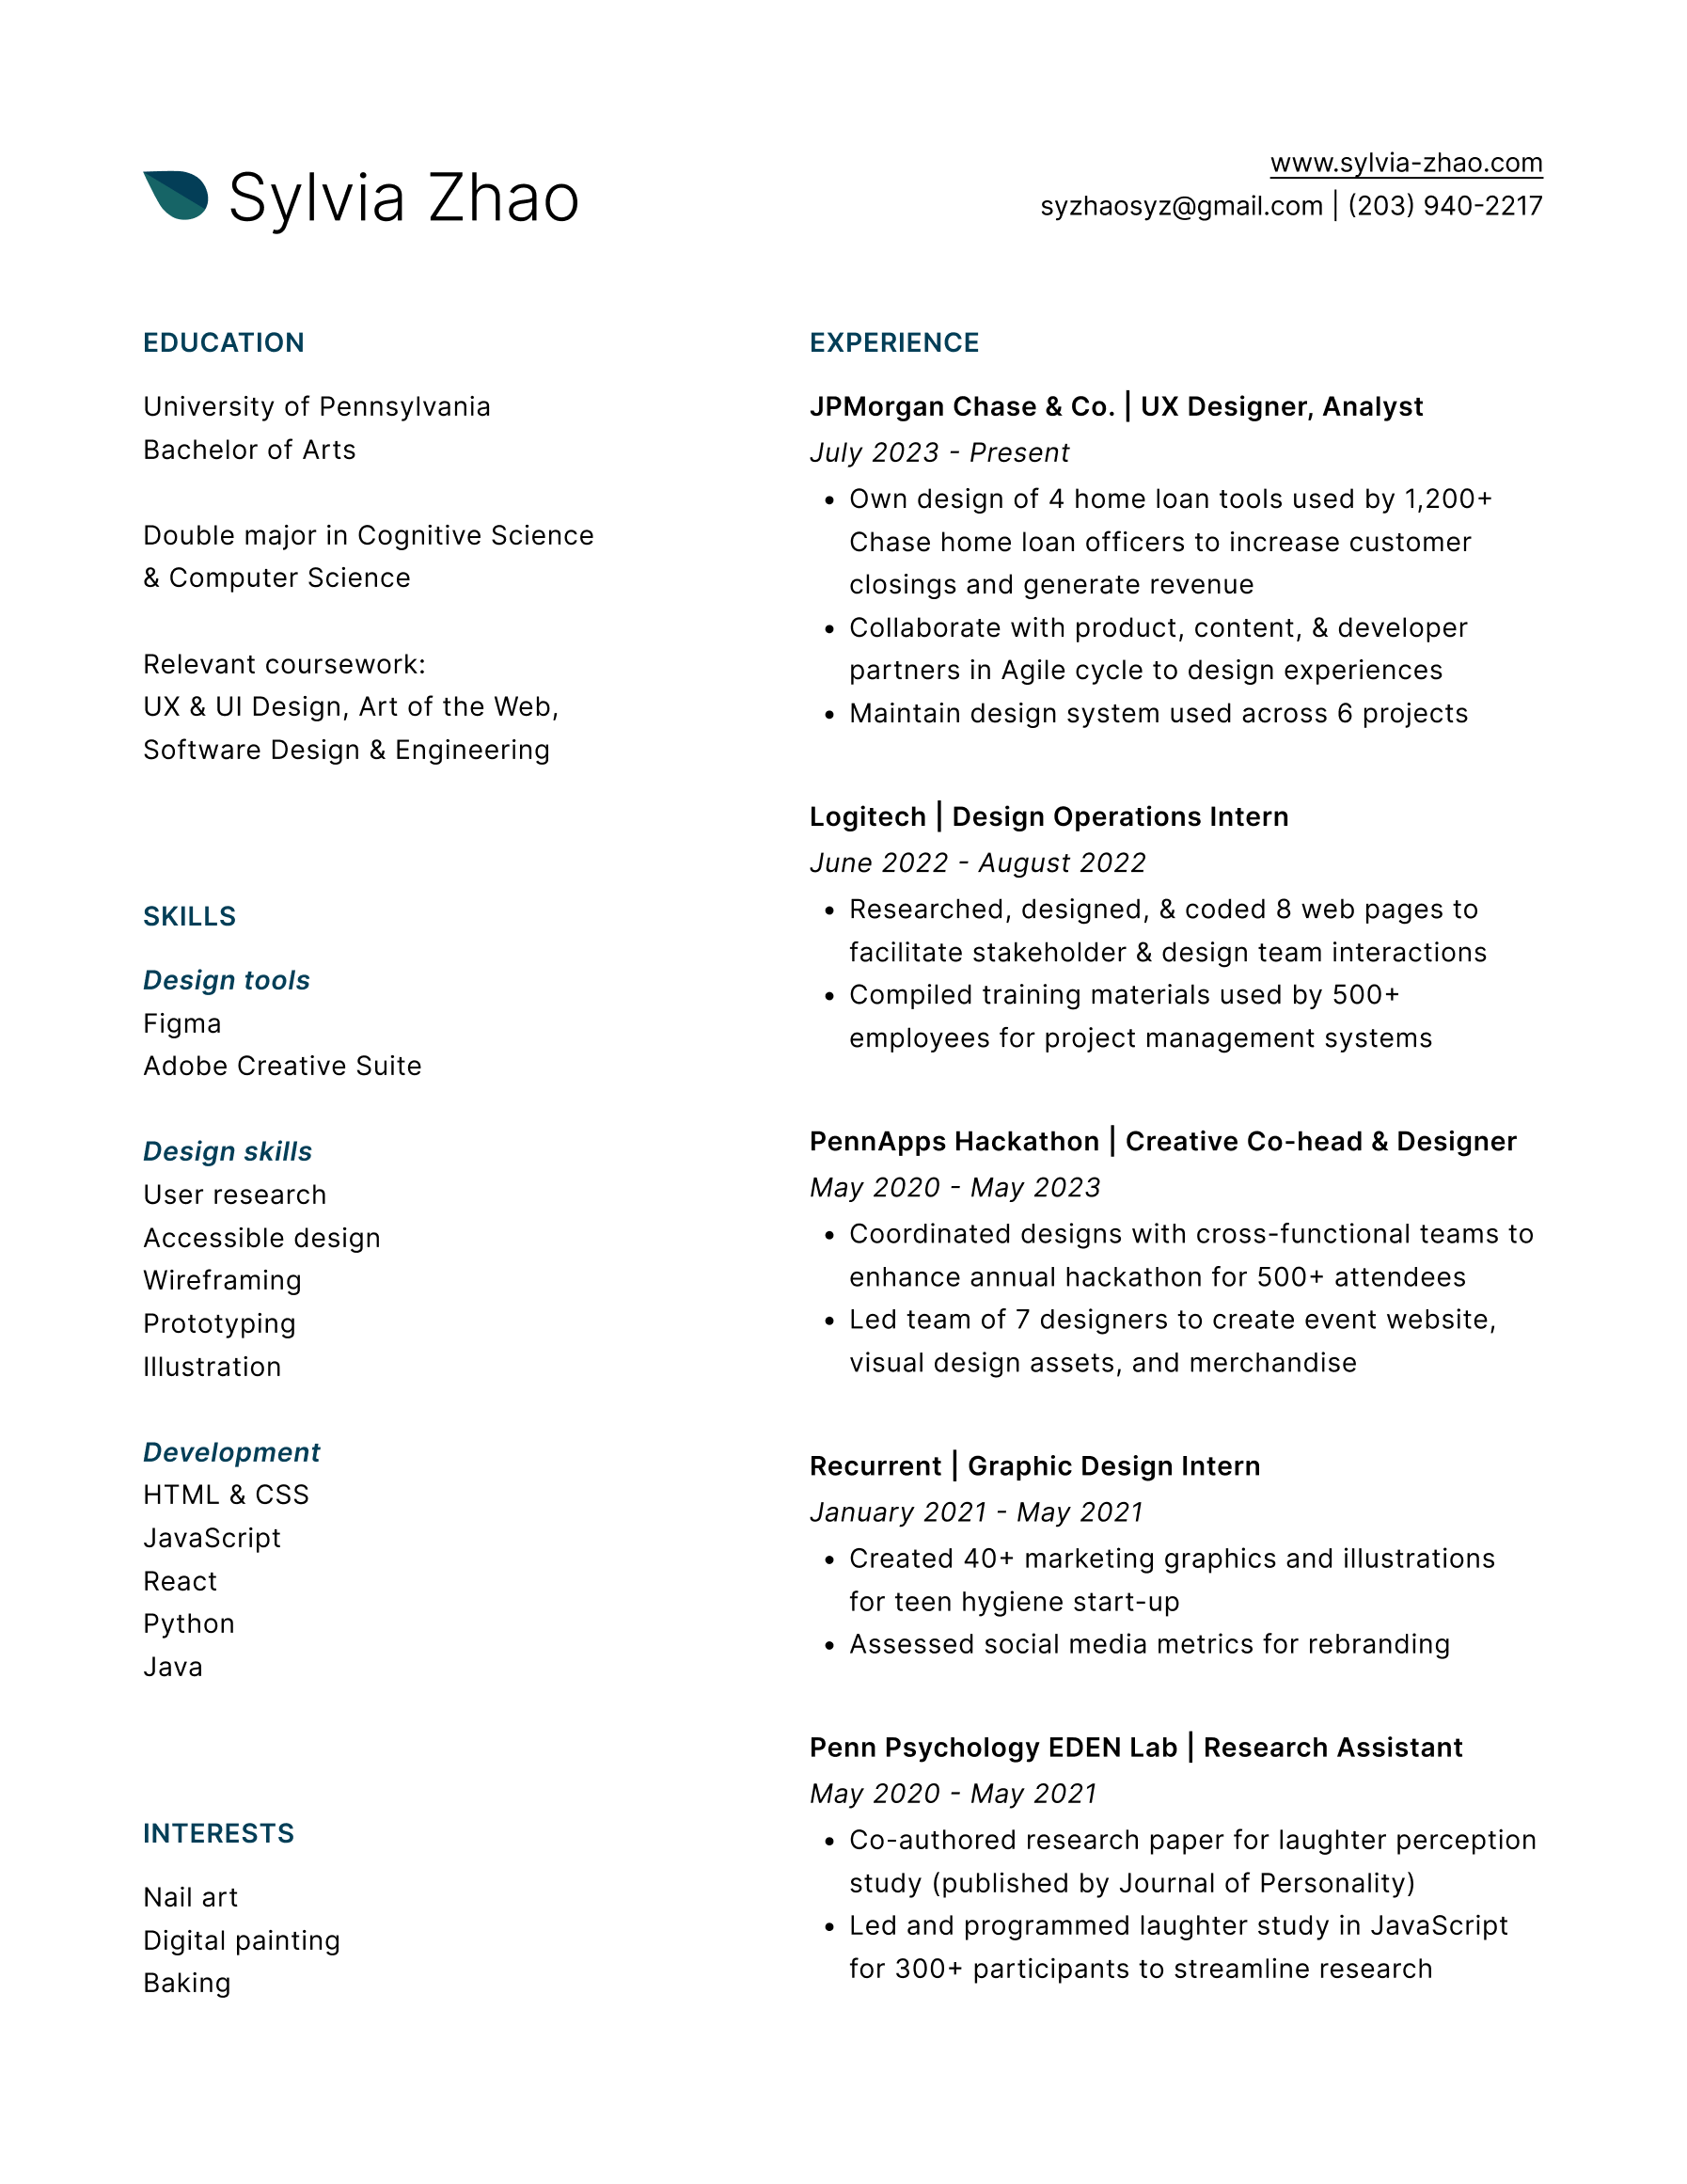 Sylvia Zhao
www.sylvia-zhao.com
syzhaosyz@gmail.com | (203) 940-2217
EDUCATION
University of Pennsylvania
Bachelor of Arts
Double major in Cognitive Science
& Computer Science
Relevant coursework:
UX & UI Design, Art of the Web,
Software Design & Engineering
SKILLS
Design tools
Figma
Adobe Creative Suite
Design skills
User research
Accessible design
Wireframing
Prototyping
Illustration
Development
HTML & CSS
JavaScript
React
Python
Java
INTERESTS
Nail art
Digital painting
Baking
EXPERIENCE
JPMorgan Chase & Co. | UX Designer, Analyst
July 2023 - Present
• Own design of 4 home loan tools used by 1,200+
Chase home loan officers to increase customer
closings and generate revenue
• Collaborate with product, content, & developer
partners in Agile cycle to design experiences
• Maintain design system used across 6 projects
Logitech | Design Operations Intern
June 2022 - August 2022
• Researched, designed, & coded 8 web pages to
facilitate stakeholder & design team interactions
• Compiled training materials used by 500+
employees for project management systems
PennApps Hackathon | Creative Co-head & Designer
May 2020 - May 2023
• Coordinated designs with cross-functional teams to
enhance annual hackathon for 500+ attendees
• Led team of 7 designers to create event website,
visual design assets, and merchandise
Recurrent | Graphic Design Intern
January 2021 - May 2021
• Created 40+ marketing graphics and illustrations
for teen hygiene start-up
• Assessed social media metrics for rebranding
Penn Psychology EDEN Lab | Research Assistant
May 2020 - May 2021
• Co-authored research paper for laughter perception
study (published by Journal of Personality)
• Led and programmed laughter study in JavaScript
for 300+ participants to streamline research